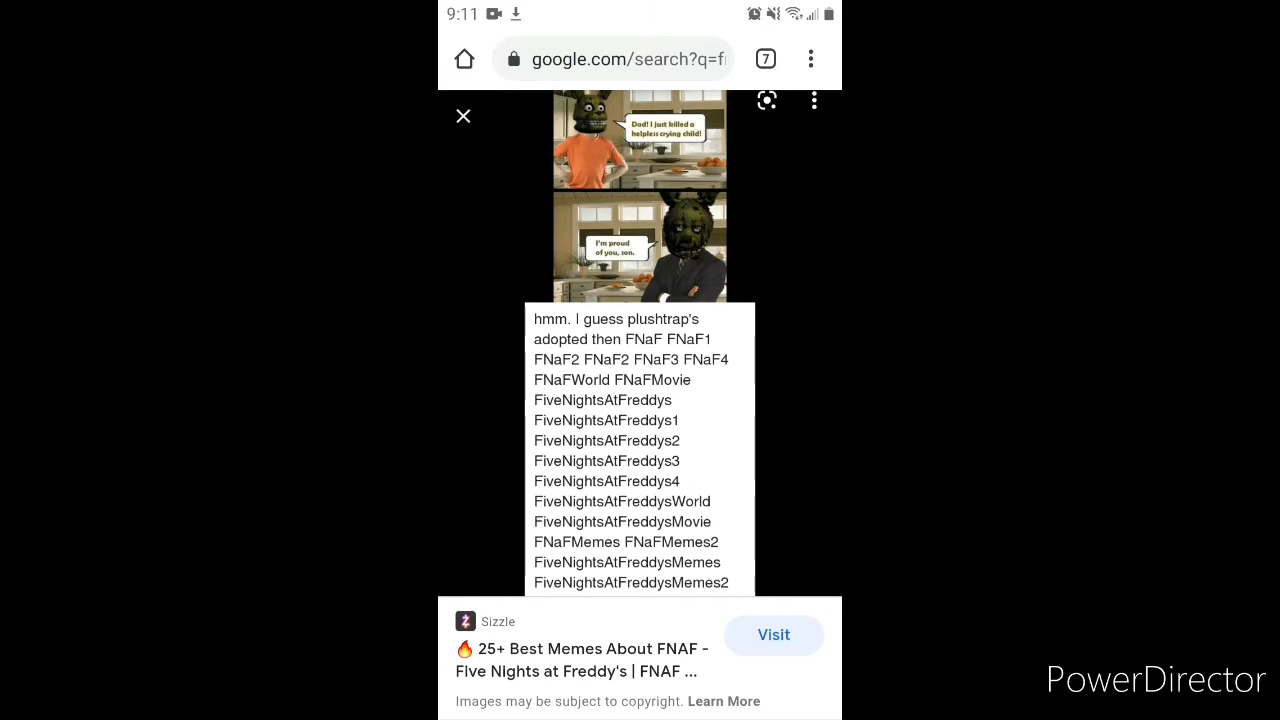 9:11
google.com/search?q=f
7
Dad! I just killed a
helpless crying child!
I'm proud
of you, son.
hmm. I guess plushtrap's
adopted then FNaF FNaF1
FNaF2 FNaF2 FNaF3 FNaF4
FNaFWorld FNaFMovie
FiveNightsAtFreddys
FiveNightsAtFreddys1
FiveNightsAtFreddys2
FiveNightsAtFreddys3
FiveNightsAtFreddys4
FiveNightsAtFreddysWorld
FiveNightsAtFreddysMovie
FNaFMemes FNaFMemes2
FiveNightsAtFreddysMemes
FiveNightsAtFreddysMemes2
Sizzle
🔥 25+ Best Memes About FNAF -
Five Nights at Freddy's | FNAF ...
Visit
Images may be subject to copyright. Learn More
PowerDirector